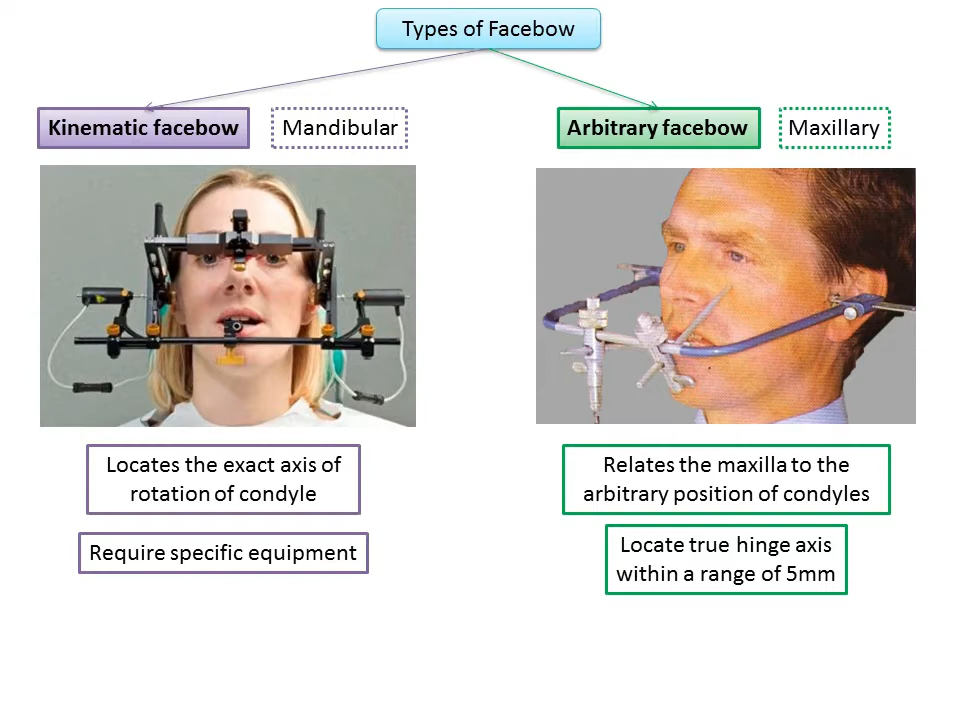 Types of Facebow
Kinematic facebow
Mandibular
Arbitrary facebow
Maxillary
Locates the exact axis of
rotation of condyle
Require specific equipment
Relates the maxilla to the
arbitrary position of condyles
Locate true hinge axis
within a range of 5mm